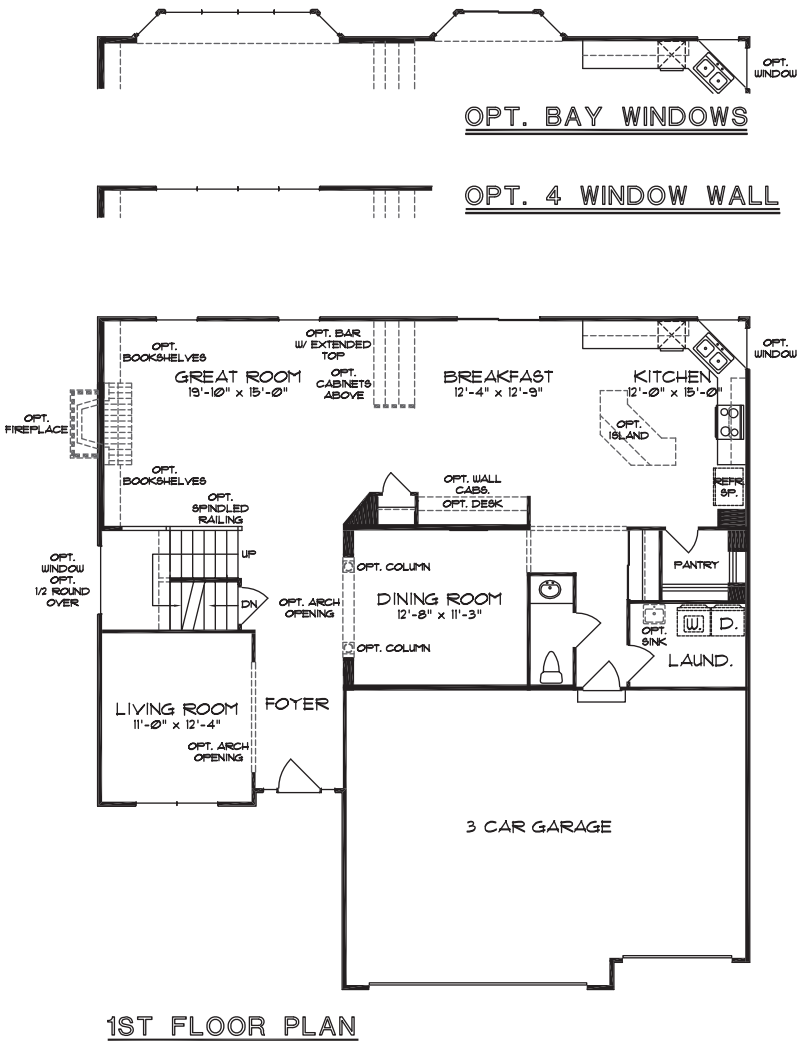 OPT.
WINDOW
OPT. BAY WINDOWS
OPT. 4 WINDOW WALL
OPT.
BOOKSHELVES
OPT. BAR
W/ EXTENDED
TOP
OPT.
CABINETS
ABOVE
OPT.
WINDOW
GREAT ROOM
19'-10" x 15'-0"
BREAKFAST
12'-4" x 12'-9"
KITCHEN
12'-0" x 15'-0"
OPT.
FIREPLACE
OPT.
ISLAND
OPT.
BOOKSHELVES
OPT. WALL
CABS.
OPT. DESK
REFR.
SP.
OPT.
SPINDLED
RAILING
UP
OPT.
WINDOW
OPT.
1/2 ROUND
OVER
DN
OPT. COLUMN
PANTRY
OPT. ARCH
OPENING
DINING ROOM
12'-8" x 11'-3"
OPT.
SINK
W.
D.
OPT. COLUMN
LAUND.
LIVING ROOM
11'-0" x 12'-4"
FOYER
OPT. ARCH
OPENING
3 CAR GARAGE
1ST FLOOR PLAN